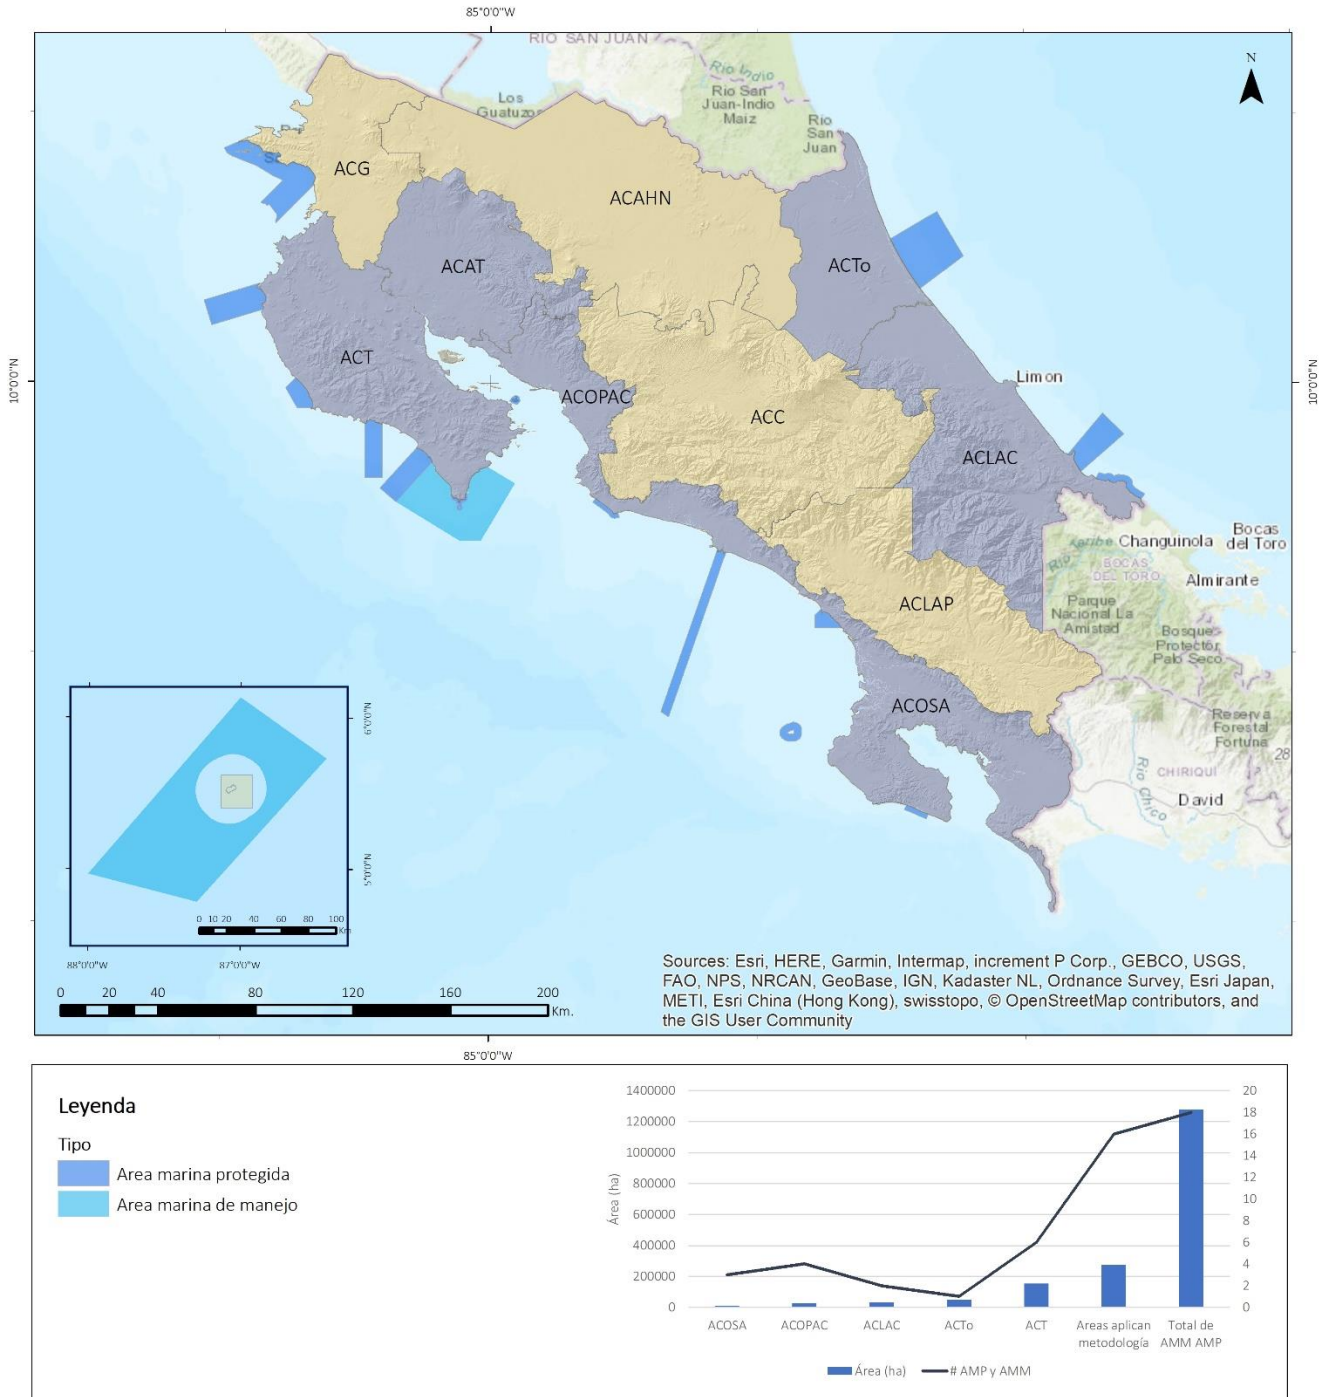 85°0'0"W
RIO SAN JUAN
N
Río Indio
Los
Guatuzo
Rio San
Juan-Indio
Maiz
Rio
San
Juan
ACG
ACAHN
ACAT
ACTo
10°0'0"N
10°0'0"N
ACT
Limon
ACOPAC
ACC
ACLAC
Changuinola
Bocas
del Toro
BOCAS
DEL TORO
Almirante
ACLAP
Parque
Nacional La
Amistad
Bosque
Protector
Palo Seco
ACOSA
Reserva
Forestal
Fortuna
28
CHIRIQUI
Río Chico
David
6°0'0"N
5°0'0"N
0 10 20 40 60 80 100
Km
88°0'0"W
87°0'0"W
0 20 40 80 120 160 200
Km.
Sources: Esri, HERE, Garmin, Intermap, increment P Corp., GEBCO, USGS,
FAO, NPS, NRCAN, GeoBase, IGN, Kadaster NL, Ordnance Survey, Esri Japan,
METI, Esri China (Hong Kong), swisstopo, © OpenStreetMap contributors, and
the GIS User Community
85°0'0"W
Leyenda
Tipo
Area marina protegida
Area marina de manejo
Área (ha)
1400000
1200000
1000000
800000
600000
400000
200000
0
20
18
16
14
12
10
8
6
4
2
0
ACOSA
ACOPAC
ACLAC
ACTo
ACT
Areas aplican
metodología
Total de
AMM AMP
Área (ha)
# AMP y AMM